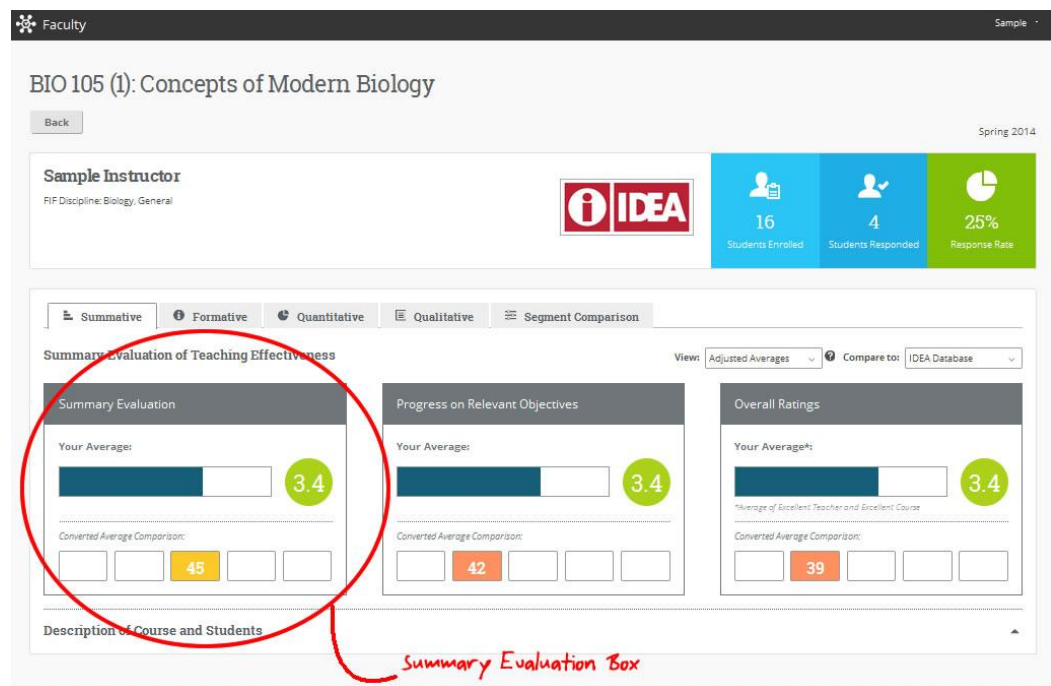 Faculty
Sample
BIO 105 (1): Concepts of Modern Biology
Back
Spring 2014
Sample Instructor
FIF Discipline: Biology, General
i IDEA
16
Students Enrolled
4
Students Responded
25%
Response Rate
Summative Formative Quantitative Qualitative Segment Comparison
Summary Evaluation of Teaching Effectiveness
View: Adjusted Averages ? Compare to: IDEA Database
Summary Evaluation
Your Average:
3.4
Converted Average Comparison:
45
Progress on Relevant Objectives
Your Average:
3.4
Converted Average Comparison:
42
Overall Ratings
Your Average*:
3.4
*Average of Excellent Teacher and Excellent Course
Converted Average Comparison:
39
Description of Course and Students
Summary Evaluation Box